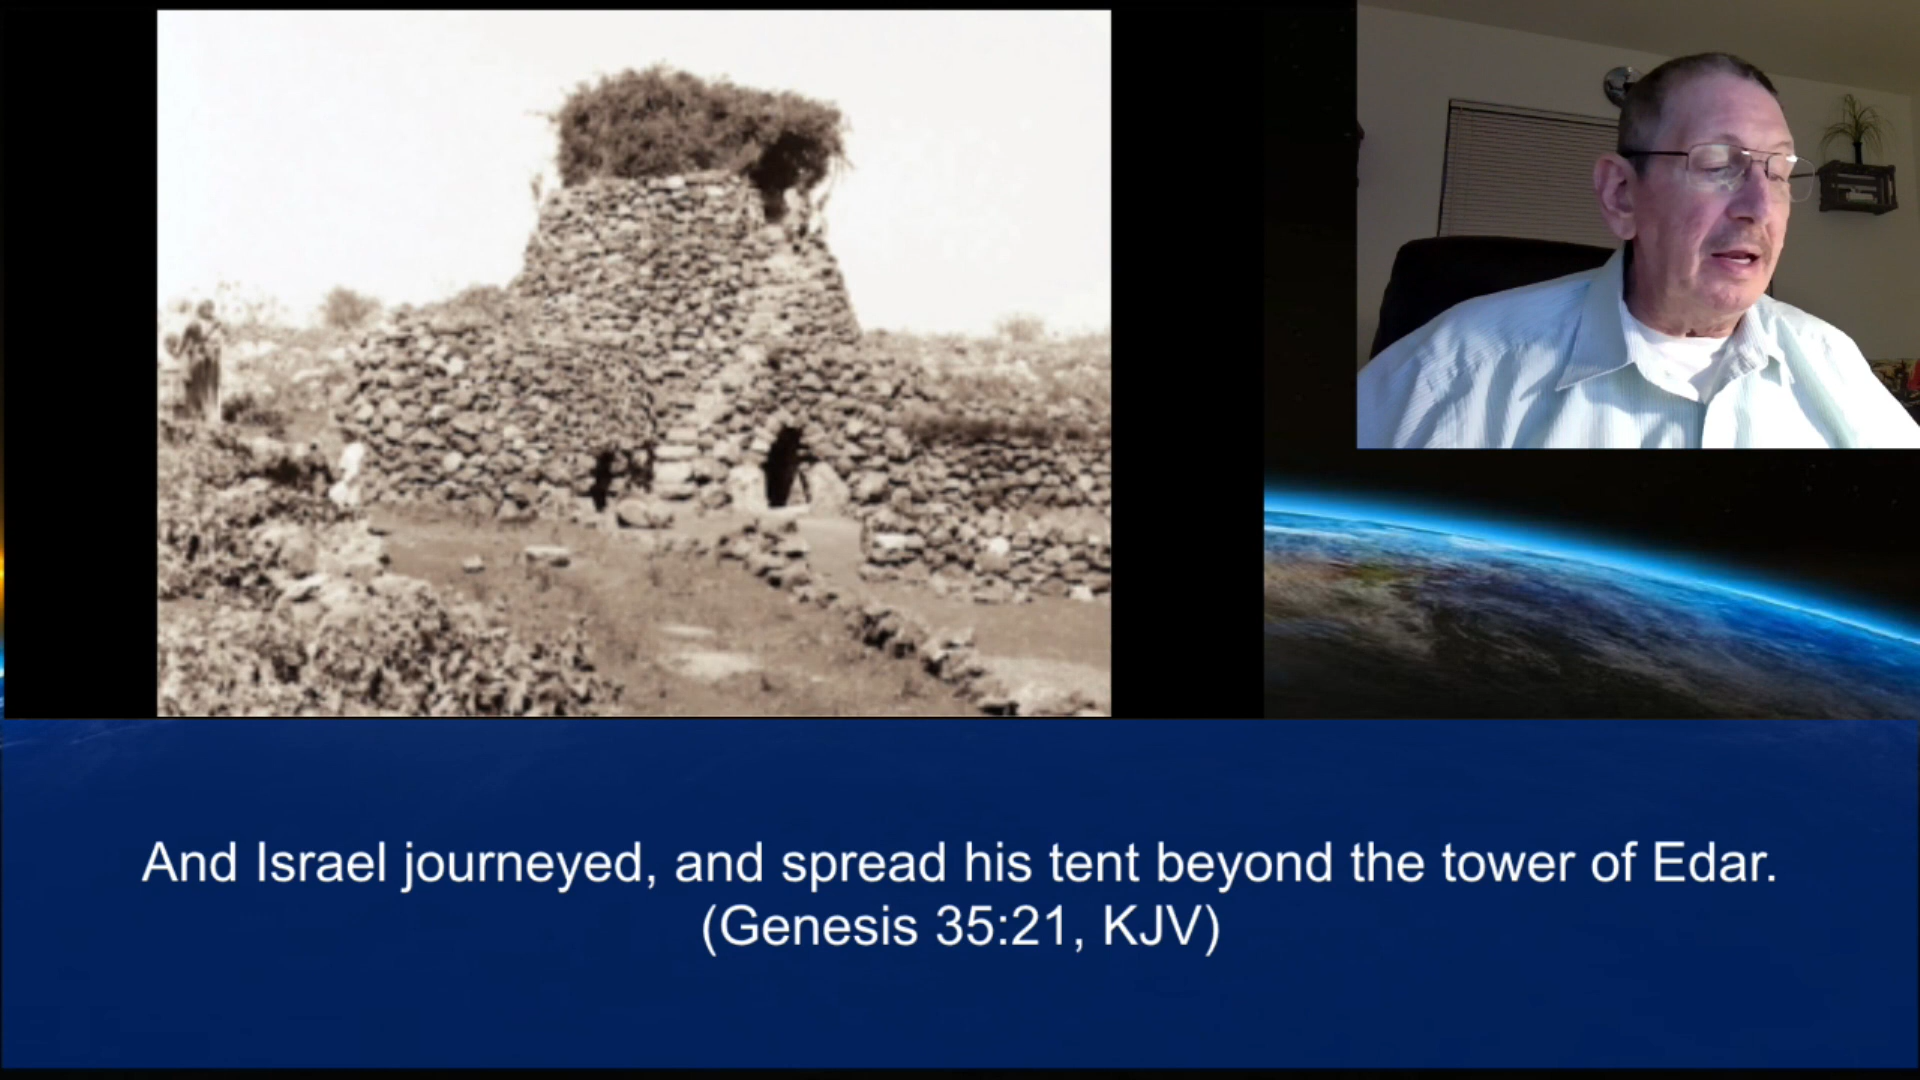 And Israel journeyed, and spread his tent beyond the tower of Edar.
(Genesis 35:21, KJV)